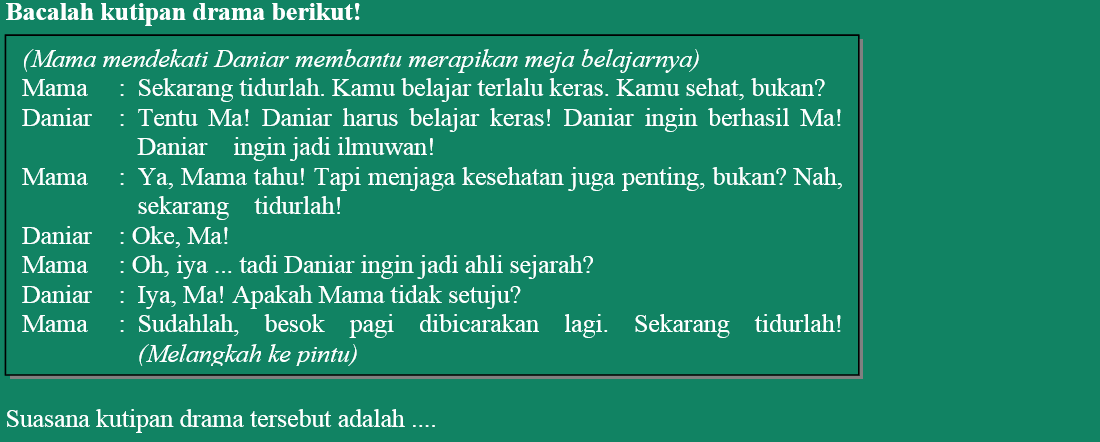 Bacalah kutipan drama berikut!
(Mama mendekati Daniar membantu merapikan meja belajarnya)
Mama : Sekarang tidurlah. Kamu belajar terlalu keras. Kamu sehat, bukan?
Daniar : Tentu Ma! Daniar harus belajar keras! Daniar ingin berhasil Ma!
Daniar ingin jadi ilmuwan!
Mama : Ya, Mama tahu! Tapi menjaga kesehatan juga penting, bukan? Nah,
sekarang tidurlah!
Daniar : Oke, Ma!
Mama : Oh, iya ... tadi Daniar ingin jadi ahli sejarah?
Daniar : Iya, Ma! Apakah Mama tidak setuju?
Mama : Sudahlah, besok pagi dibicarakan lagi. Sekarang tidurlah!
(Melangkah ke pintu)
Suasana kutipan drama tersebut adalah ....